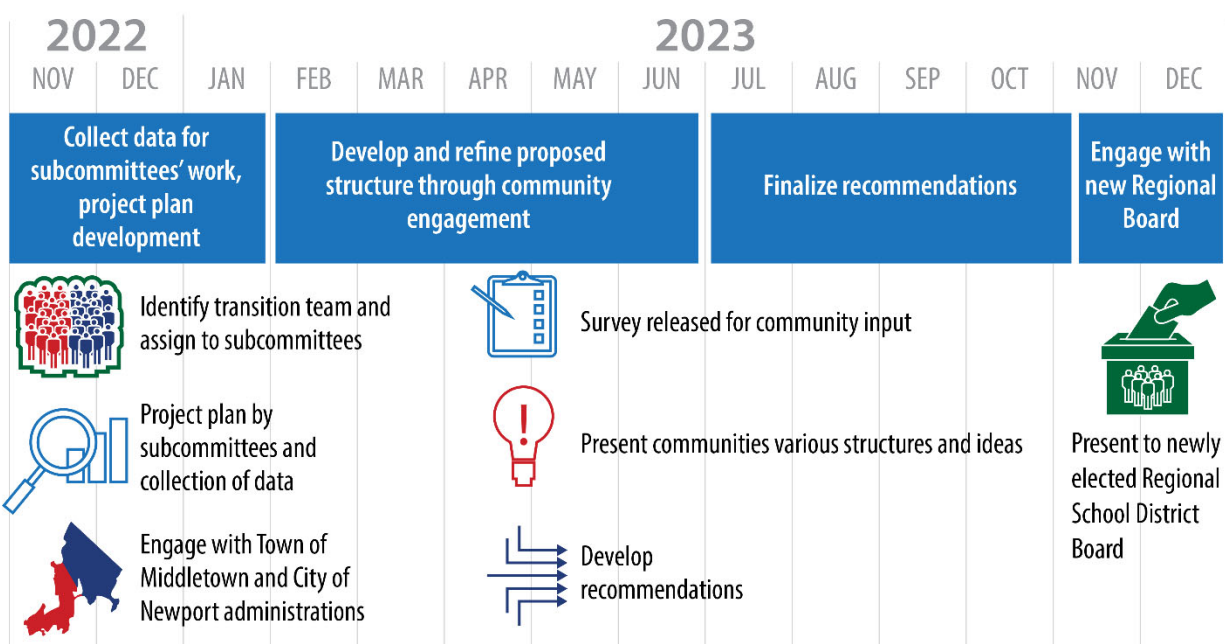 2022
2023
NOV DEC JAN FEB MAR APR MAY JUN JUL AUG SEP OCT NOV DEC
Collect data for
subcommittees' work,
project plan
development
Develop and refine proposed
structure through community
engagement
Finalize recommendations
Engage with
new Regional
Board
Identify transition team and
assign to subcommittees
Project plan by
subcommittees and
collection of data
Engage with Town of
Middletown and City of
Newport administrations
Survey released for community input
!
Present communities various structures and ideas
Develop
recommendations
Present to newly
elected Regional
School District
Board